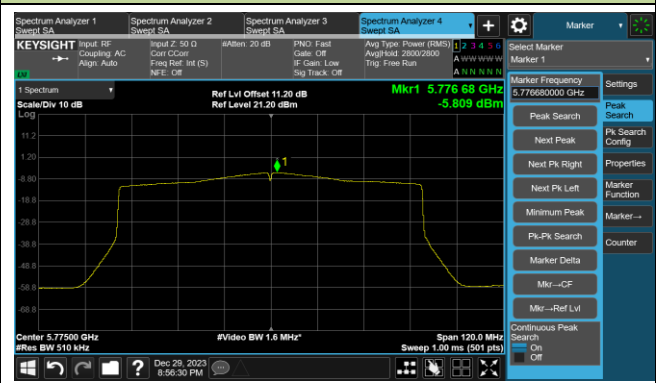 Spectrum Analyzer 1
Swept SA
Spectrum Analyzer 2
Swept SA
Spectrum Analyzer 3
Swept SA
Spectrum Analyzer 4
Swept SA
Marker
KEYSIGHT
Input: RF
Coupling: AC
Align: Auto
Input Z: 50 Ω
Corr CCorr
Freq Ref: Int (S)
NFE: Off
#Atten: 20 dB
PNO: Fast
Gate: Off
IF Gain: Low
Sig Track: Off
Avg Type: Power (RMS)
Avg|Hold: 2800/2800
Trig: Free Run
1 2 3 4 5 6
A W W W W W
A N N N N N
LXI
Select Marker
Marker 1
1 Spectrum
Scale/Div 10 dB
Log
Ref Lvl Offset 11.20 dB
Ref Level 21.20 dBm
Mkr1 5.776 68 GHz
-5.809 dBm
11.2
1.20
-8.80
-18.8
-28.8
-38.8
-48.8
-58.8
-68.8
1
Center 5.77500 GHz
#Res BW 510 kHz
#Video BW 1.6 MHz*
Span 120.0 MHz
Sweep 1.00 ms (501 pts)
Marker Frequency
5.776680000 GHz
Peak Search
Next Peak
Next Pk Right
Next Pk Left
Minimum Peak
Pk-Pk Search
Marker Delta
Mkr→CF
Mkr→Ref Lvl
Continuous Peak
Search
On
Off
Settings
Peak
Search
Pk Search
Config
Properties
Marker
Function
Marker→
Counter
Dec 29, 2023
8:56:30 PM